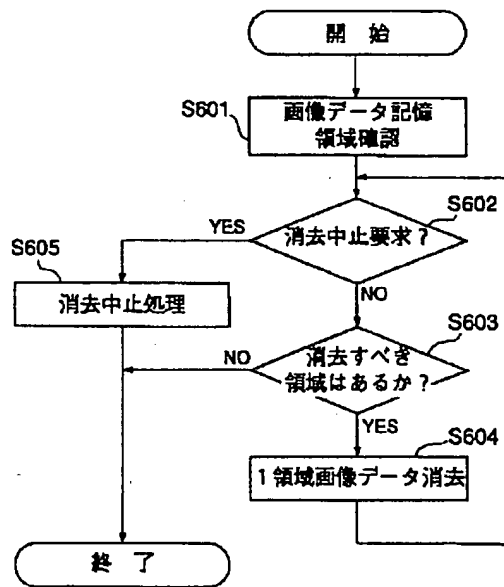 開 始
S601
画像データ記憶
領域確認
S602
消去中止要求？
YES
S605
消去中止処理
NO
S603
消去すべき
領域はあるか？
NO
YES
S604
1領域画像データ消去
終 了